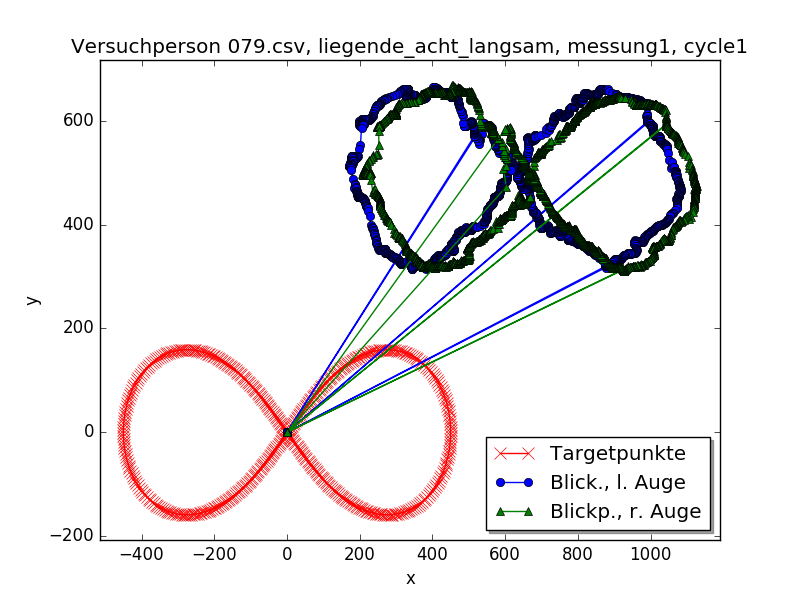 Versuchperson 079.csv, liegende_acht_langsam, messung1, cycle1
y
600
400
200
0
−200
−400
−200
0
200
400
600
800
1000
x
Targetpunkte
Blick., l. Auge
Blickp., r. Auge